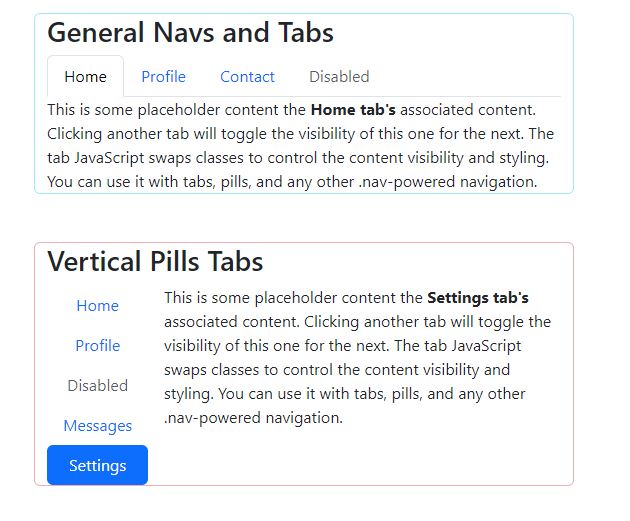 General Navs and Tabs
Home Profile Contact Disabled
This is some placeholder content the Home tab's associated content.
Clicking another tab will toggle the visibility of this one for the next. The
tab JavaScript swaps classes to control the content visibility and styling.
You can use it with tabs, pills, and any other .nav-powered navigation.
Vertical Pills Tabs
Home
Profile
Disabled
Messages
Settings
This is some placeholder content the Settings tab's
associated content. Clicking another tab will toggle the
visibility of this one for the next. The tab JavaScript
swaps classes to control the content visibility and
styling. You can use it with tabs, pills, and any other
.nav-powered navigation.